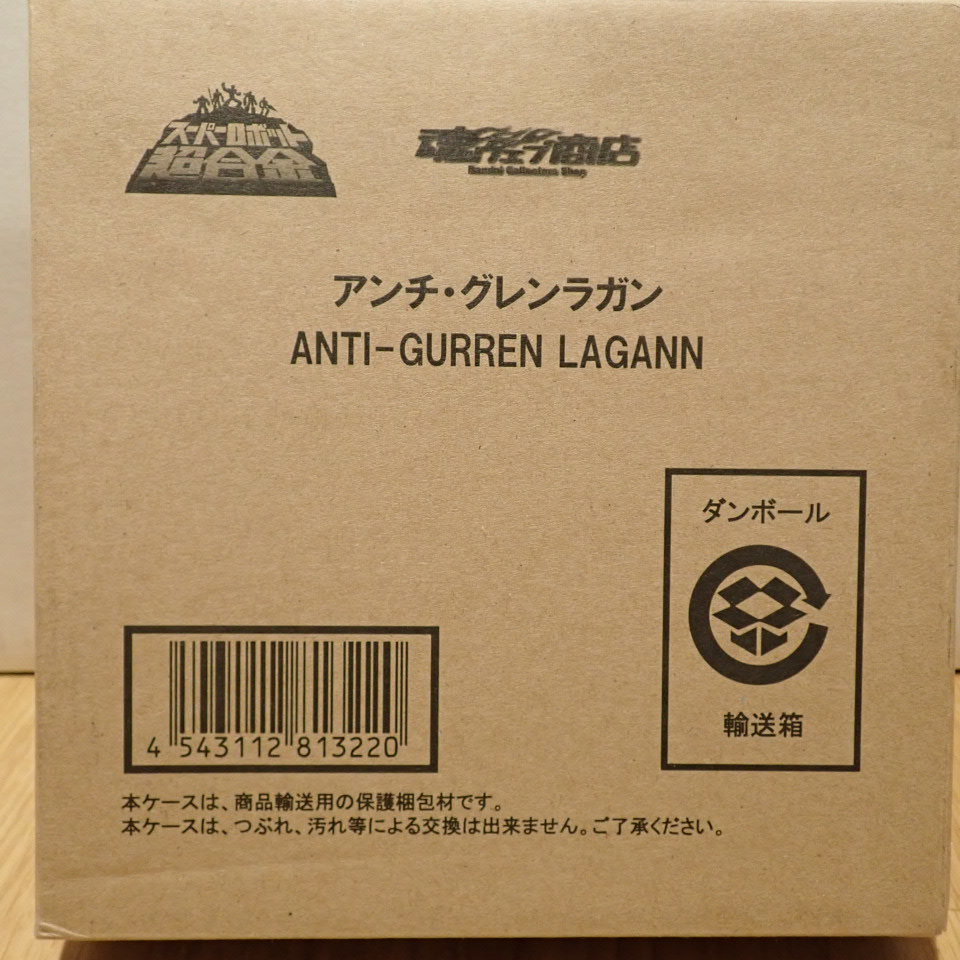 スーパーロボット
超合金
魂ウェブ商店
Bandai Collectors Shop
アンチ・グレンラガン
ANTI-GURREN LAGANN
ダンボール
輸送箱
4 543112 813220
本ケースは、商品輸送用の保護梱包材です。
本ケースは、つぶれ、汚れ等による交換は出来ません。ご了承ください。